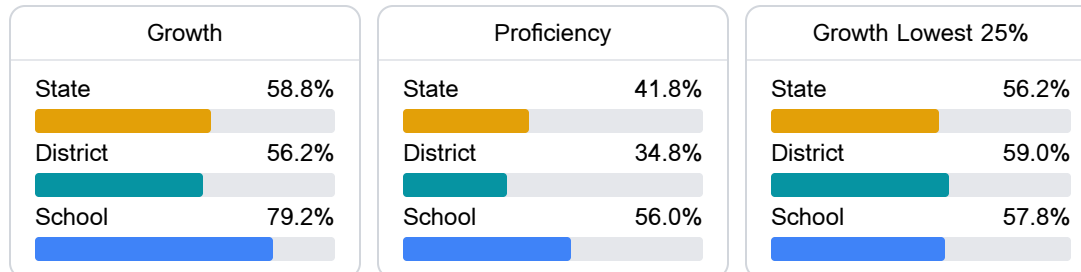 Growth
State 58.8%
District 56.2%
School 79.2%
Proficiency
State 41.8%
District 34.8%
School 56.0%
Growth Lowest 25%
State 56.2%
District 59.0%
School 57.8%